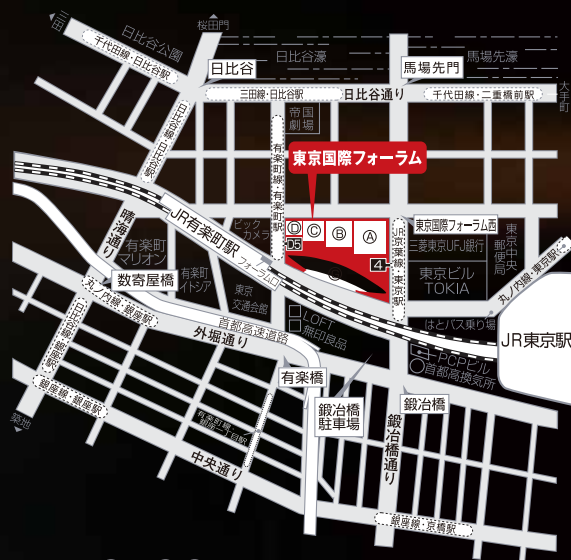 三田
桜田門
日比谷公園
千代田線・日比谷駅
日比谷
日比谷濠
馬場先門
馬場先濠
三田線・日比谷駅
日比谷通り
千代田線・二重橋前駅
大手町
日比谷線・日比谷駅
帝国
劇場
有楽町線・有楽町駅
東京国際フォーラム
D
C
B
A
D5
4
JR京葉線・東京駅
東京国際フォーラム西
三菱東京UFJ銀行
東京中央
郵便局
東京ビル
TOKIA
丸ノ内線・東京駅
晴海通り
JR有楽町駅
フォーラム口
ビック
カメラ
有楽町
マリオン
有楽町
イトシア
数寄屋橋
東京
交通会館
はとバス乗り場
JR東京駅
丸ノ内線・銀座駅
LOFT
無印良品
首都高速道路
外堀通り
PCPビル
首都高換気所
日比谷線・銀座駅
有楽橋
鍛冶橋
駐車場
鍛冶橋
銀座線・銀座駅
有楽町線・
銀座一丁目駅
鍛冶橋通り
築地
中央通り
銀座線・京橋駅